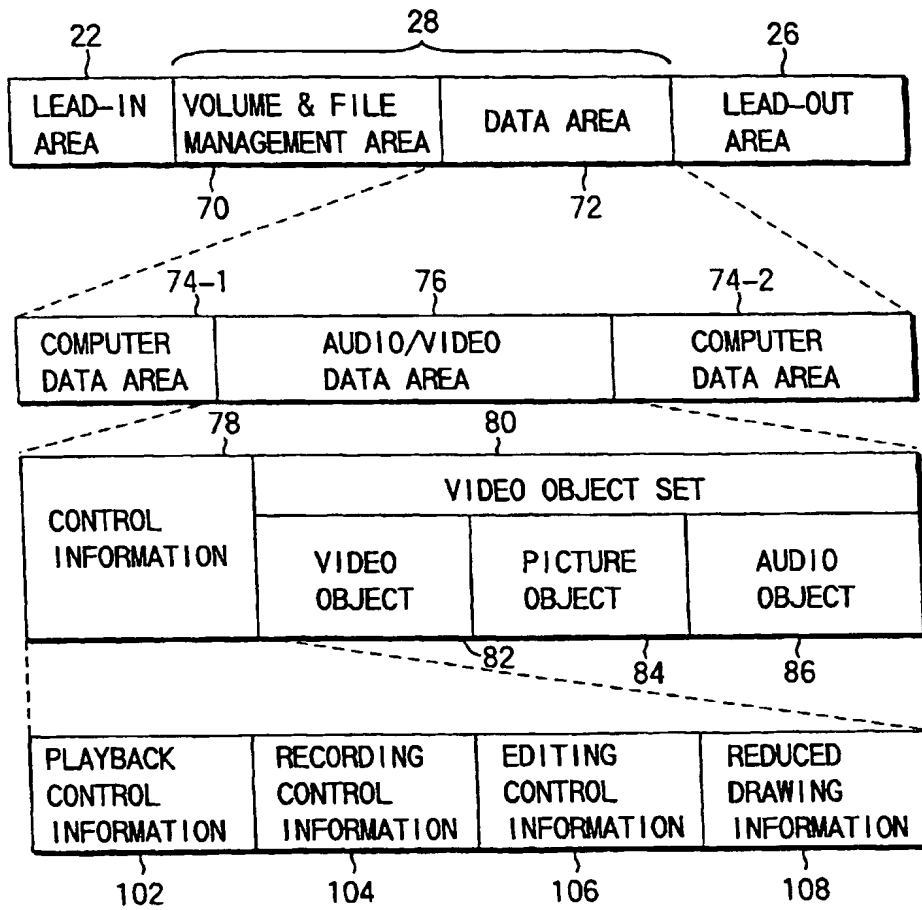 22 28 26
LEAD-IN AREA
VOLUME & FILE MANAGEMENT AREA
DATA AREA
LEAD-OUT AREA
70 72
74-1 76 74-2
COMPUTER DATA AREA
AUDIO/VIDEO DATA AREA
COMPUTER DATA AREA
78 80
CONTROL INFORMATION
VIDEO OBJECT SET
VIDEO OBJECT
PICTURE OBJECT
AUDIO OBJECT
82 84 86
PLAYBACK CONTROL INFORMATION
RECORDING CONTROL INFORMATION
EDITING CONTROL INFORMATION
REDUCED DRAWING INFORMATION
102 104 106 108